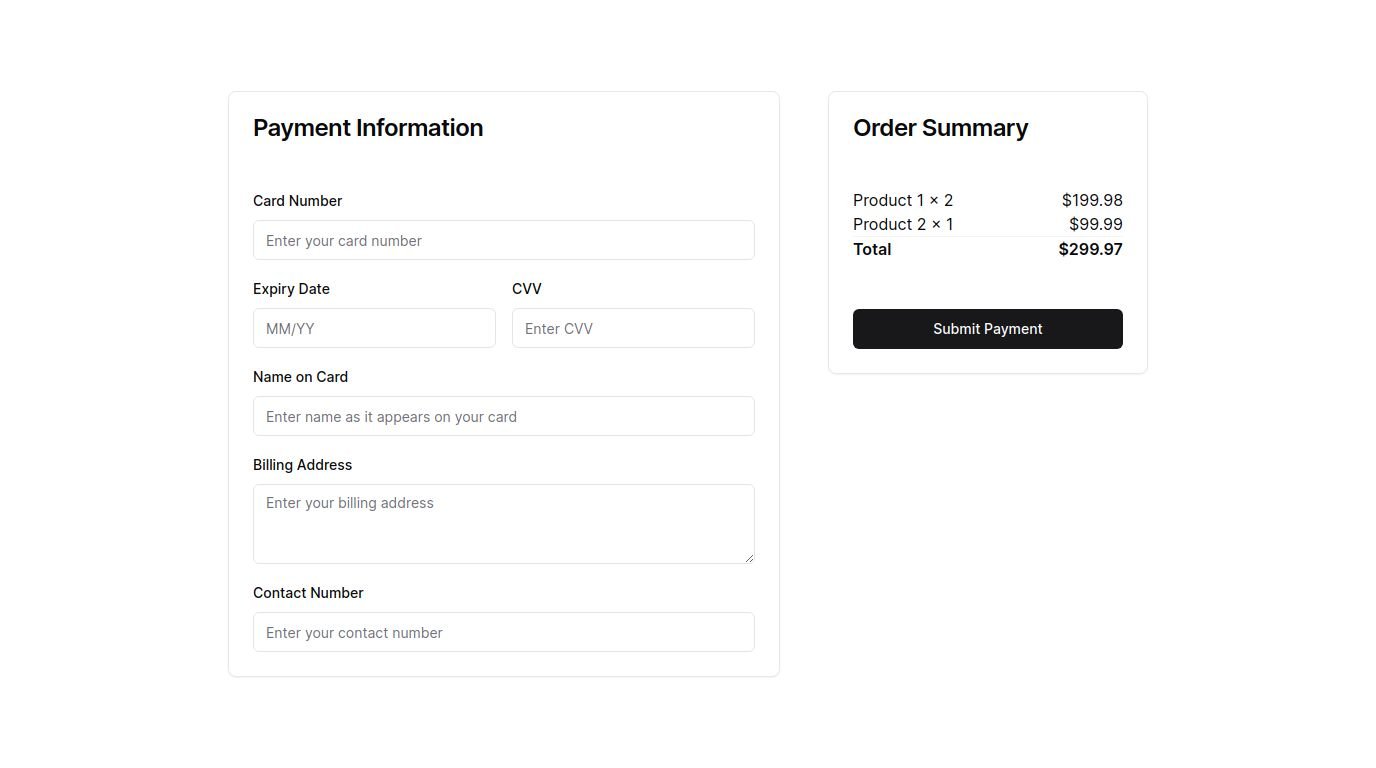 Payment Information
Card Number
Enter your card number
Expiry Date CVV
MM/YY Enter CVV
Name on Card
Enter name as it appears on your card
Billing Address
Enter your billing address
Contact Number
Enter your contact number
Order Summary
Product 1 × 2 $199.98
Product 2 × 1 $99.99
Total $299.97
Submit Payment